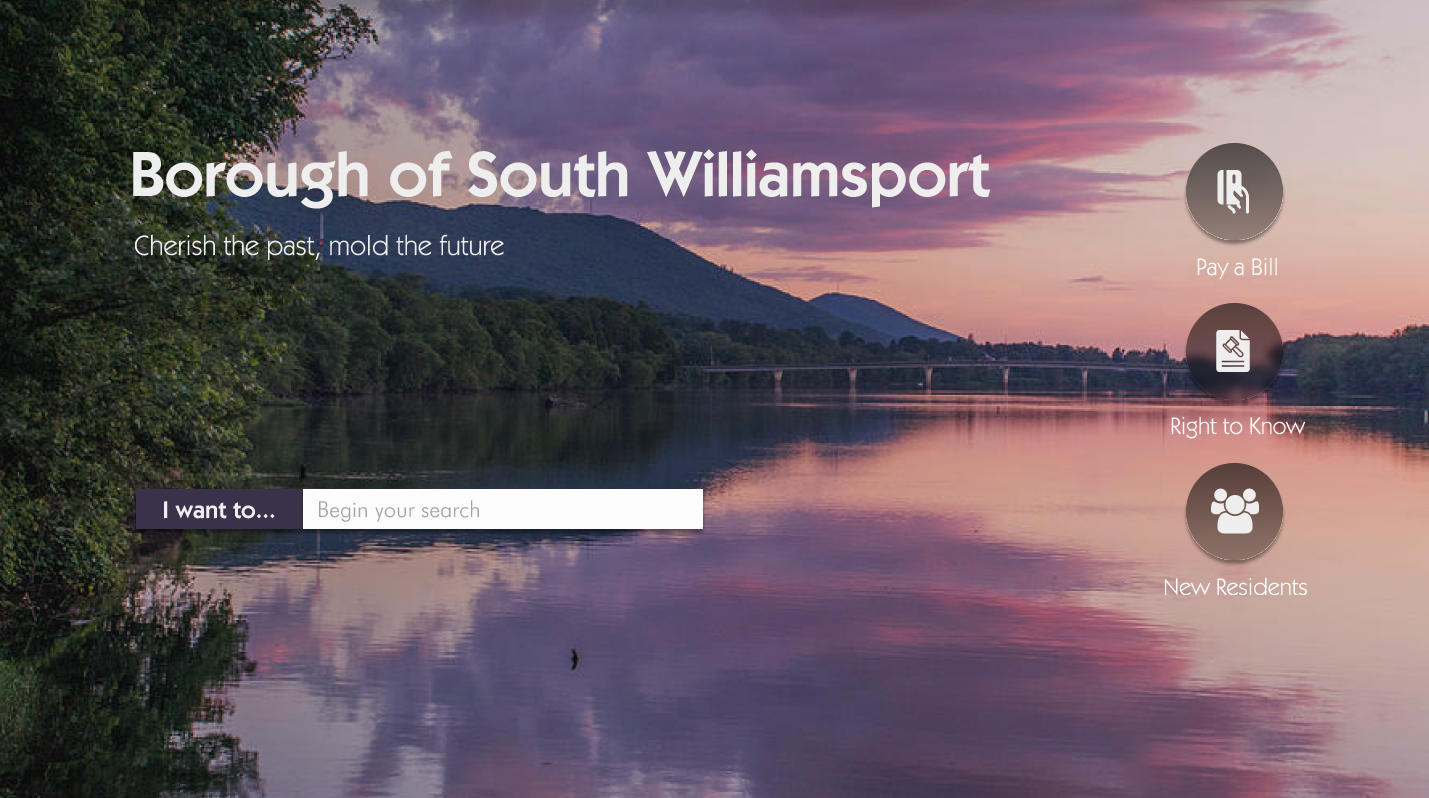 Borough of South Williamsport
Cherish the past, mold the future
Pay a Bill
Right to Know
I want to...
Begin your search
New Residents